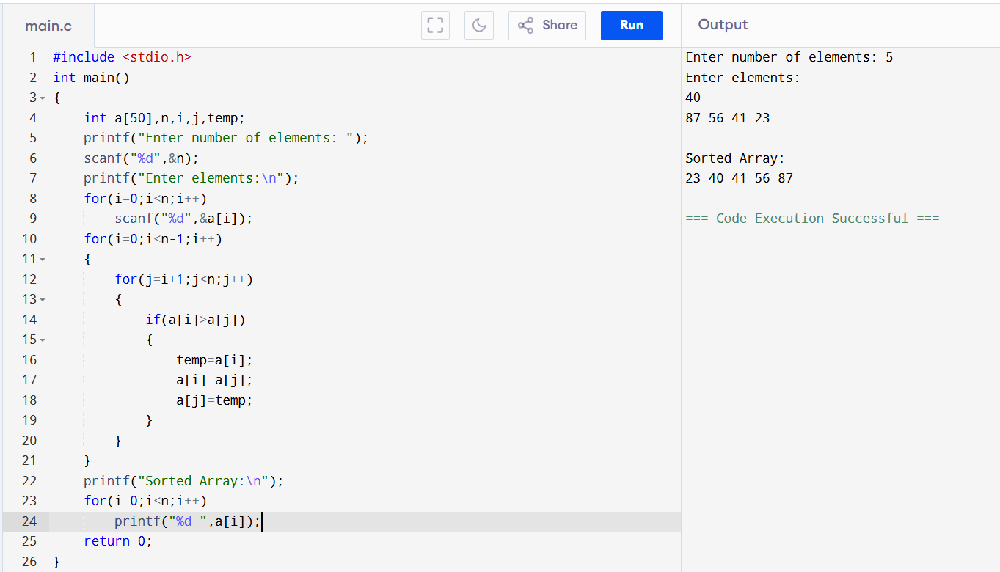 main.c
Share
Run
Output
1 #include <stdio.h>
2 int main()
3 {
4     int a[50],n,i,j,temp;
5     printf("Enter number of elements: ");
6     scanf("%d",&n);
7     printf("Enter elements:\n");
8     for(i=0;i<n;i++)
9         scanf("%d",&a[i]);
10     for(i=0;i<n-1;i++)
11     {
12         for(j=i+1;j<n;j++)
13         {
14             if(a[i]>a[j])
15             {
16                 temp=a[i];
17                 a[i]=a[j];
18                 a[j]=temp;
19             }
20         }
21     }
22     printf("Sorted Array:\n");
23     for(i=0;i<n;i++)
24         printf("%d ",a[i]);
25     return 0;
26 }
Enter number of elements: 5
Enter elements:
40
87 56 41 23
Sorted Array:
23 40 41 56 87
=== Code Execution Successful ===